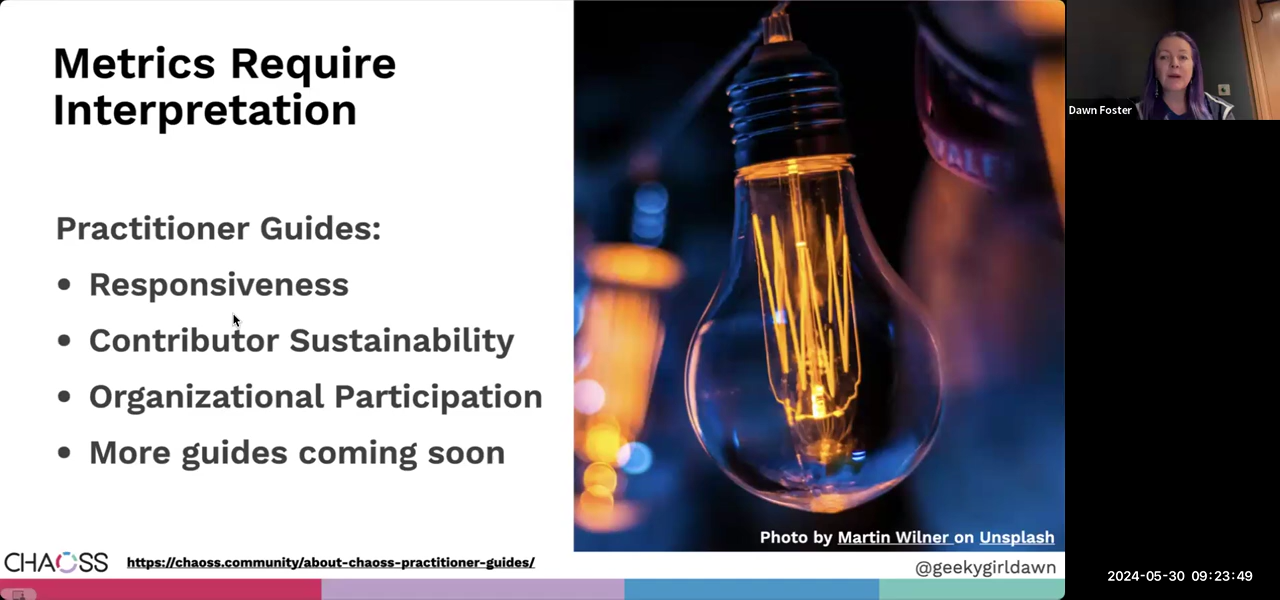 Metrics Require
Interpretation
Practitioner Guides:
• Responsiveness
• Contributor Sustainability
• Organizational Participation
• More guides coming soon
Photo by Martin Wilner on Unsplash
CHAOSS
https://chaoss.community/about-chaoss-practitioner-guides/
@geekygirldawn
Dawn Foster
2024-05-30 09:23:49